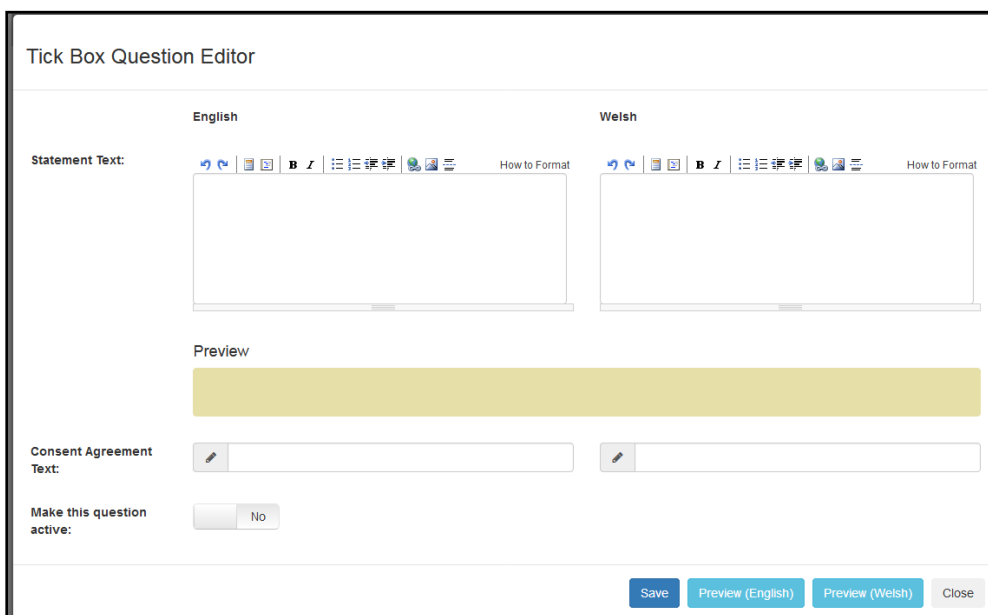 Tick Box Question Editor
English Welsh
Statement Text:
B I How to Format B I How to Format
Preview
Consent Agreement
Text:
Make this question
active:
No
Save Preview (English) Preview (Welsh) Close